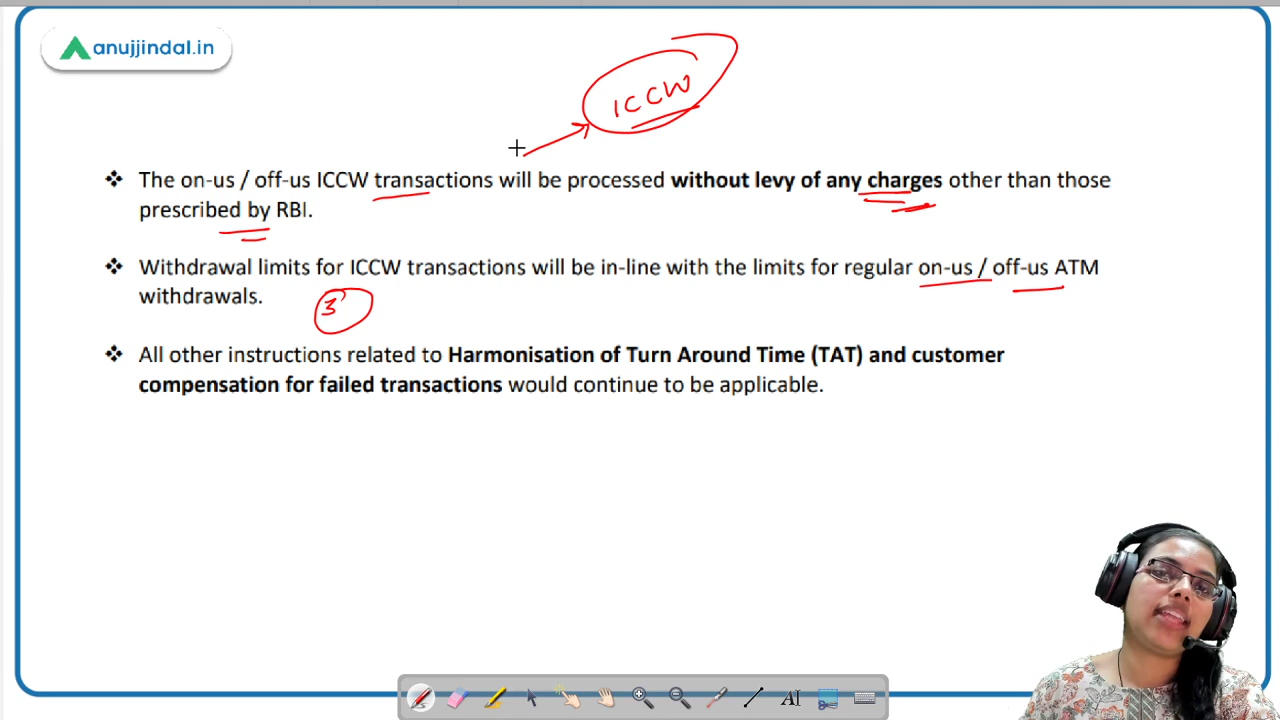 anujjindal.in
ICCW
❖ The on-us / off-us ICCW transactions will be processed without levy of any charges other than those
prescribed by RBI.
❖ Withdrawal limits for ICCW transactions will be in-line with the limits for regular on-us / off-us ATM
withdrawals.
3
❖ All other instructions related to Harmonisation of Turn Around Time (TAT) and customer
compensation for failed transactions would continue to be applicable.
AI